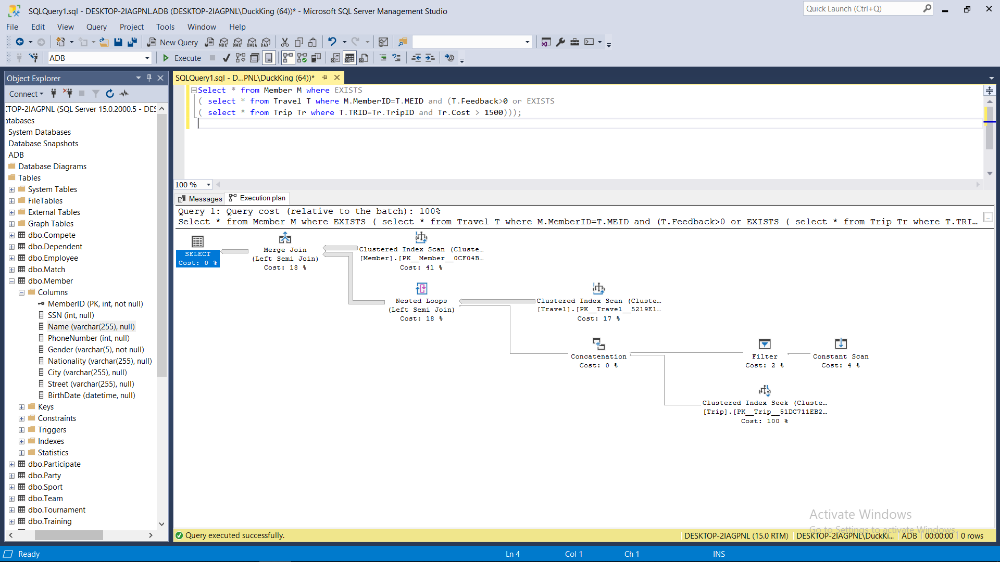 SQLQuery1.sql - DESKTOP-2IAGPNL.ADB (DESKTOP-2IAGPNL\DuckKing (64))* - Microsoft SQL Server Management Studio
Quick Launch (Ctrl+Q)
File Edit View Query Project Tools Window Help
New Query MDX DMX XMLA DAX
ADB Execute
Object Explorer
Connect
TOP-2IAGPNL (SQL Server 15.0.2000.5 - DES
atabases
System Databases
Database Snapshots
ADB
Database Diagrams
Tables
System Tables
FileTables
External Tables
Graph Tables
dbo.Compete
dbo.Dependent
dbo.Employee
dbo.Match
dbo.Member
Columns
MemberID (PK, int, not null)
SSN (int, null)
Name (varchar(255), null)
PhoneNumber (int, null)
Gender (varchar(5), not null)
Nationality (varchar(255), null)
City (varchar(255), null)
Street (varchar(255), null)
BirthDate (datetime, null)
Keys
Constraints
Triggers
Indexes
Statistics
dbo.Participate
dbo.Party
dbo.Sport
dbo.Team
dbo.Tournament
dbo.Training
SQLQuery1.sql - D...PNL\DuckKing (64))*
Select * from Member M where EXISTS
( select * from Travel T where M.MemberID=T.MEID and (T.Feedback>0 or EXISTS
( select * from Trip Tr where T.TRID=Tr.TripID and Tr.Cost > 1500)));
100 %
Messages Execution plan
Query 1: Query cost (relative to the batch): 100%
Select * from Member M where EXISTS ( select * from Travel T where M.MemberID=T.MEID and (T.Feedback>0 or EXISTS ( select * from Trip Tr where T.TRI...
SELECT
Cost: 0 %
Merge Join
(Left Semi Join)
Cost: 18 %
Clustered Index Scan (Cluste...
[Member].[PK__Member__0CF04B...
Cost: 41 %
Nested Loops
(Left Semi Join)
Cost: 18 %
Clustered Index Scan (Cluste...
[Travel].[PK__Travel__5219E1...
Cost: 17 %
Concatenation
Cost: 0 %
Filter
Cost: 2 %
Constant Scan
Cost: 4 %
Clustered Index Seek (Cluste...
[Trip].[PK__Trip__51DC711EB2...
Cost: 100 %
Activate Windows
Go to Settings to activate Windows.
Query executed successfully.
DESKTOP-2IAGPNL (15.0 RTM) DESKTOP-2IAGPNL\DuckKi... ADB 00:00:00 0 rows
Ready Ln 4 Col 1 Ch 1 INS